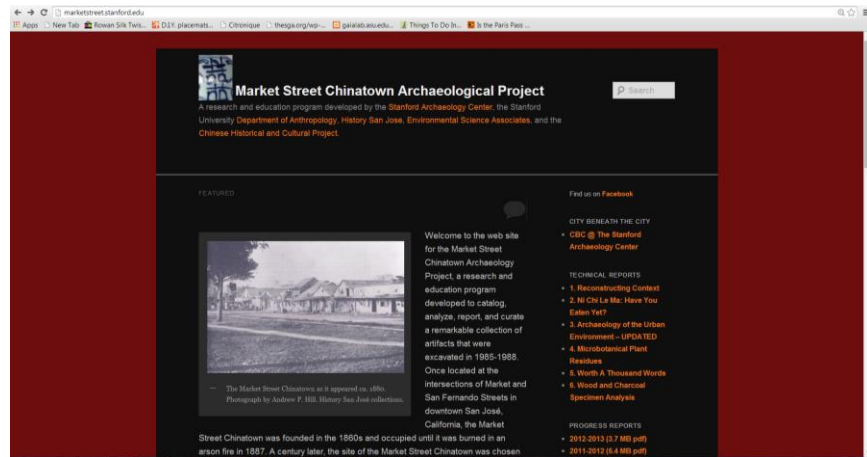 marketstreet.stanford.edu
Apps New Tab Rowan Silk Twis... D.I.Y. placemats... Citronique thesga.org/wp-... gaialab.asu.edu... Things To Do In... Is the Paris Pass ...
Market Street Chinatown Archaeological Project
Search
A research and education program developed by the Stanford Archaeology Center, the Stanford
University Department of Anthropology, History San Jose, Environmental Science Associates, and the
Chinese Historical and Cultural Project.
FEATURED
Welcome to the web site
for the Market Street
Chinatown Archaeology
Project, a research and
education program
developed to catalog,
analyze, report, and curate
a remarkable collection of
artifacts that were
excavated in 1985-1988.
Once located at the
intersections of Market and
San Fernando Streets in
downtown San José,
California, the Market
Street Chinatown was founded in the 1860s and occupied until it was burned in an
arson fire in 1887. A century later, the site of the Market Street Chinatown was chosen
— The Market Street Chinatown as it appeared ca. 1880.
Photograph by Andrew P. Hill. History San José collections.
Find us on Facebook
CITY BENEATH THE CITY
CBC @ The Stanford
Archaeology Center
TECHNICAL REPORTS
1. Reconstructing Context
2. Ni Chi Le Ma: Have You
Eaten Yet?
3. Archaeology of the Urban
Environment – UPDATED
4. Microbotanical Plant
Residues
5. Worth A Thousand Words
6. Wood and Charcoal
Specimen Analysis
PROGRESS REPORTS
2012-2013 (3.7 MB pdf)
2011-2012 (5.4 MB pdf)